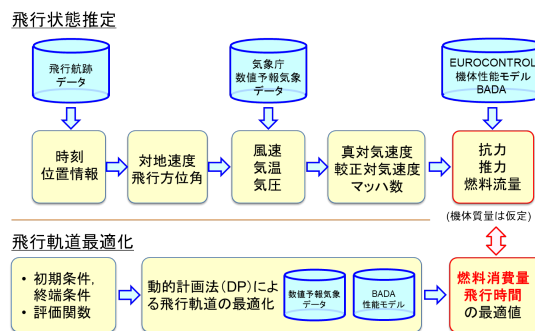 飛行状態推定
飛行航跡
データ
気象庁
数値予報気象
データ
EUROCONTROL
機体性能モデル
BADA
時刻
位置情報
対地速度
飛行方位角
風速
気温
気圧
真対気速度
較正対気速度
マッハ数
抗力
推力
燃料流量
(機体質量は仮定)
飛行軌道最適化
• 初期条件,
終端条件
• 評価関数
動的計画法(DP)によ
る飛行軌道の最適化
数値予報気象
データ
BADA
性能モデル
燃料消費量
飛行時間
の最適値